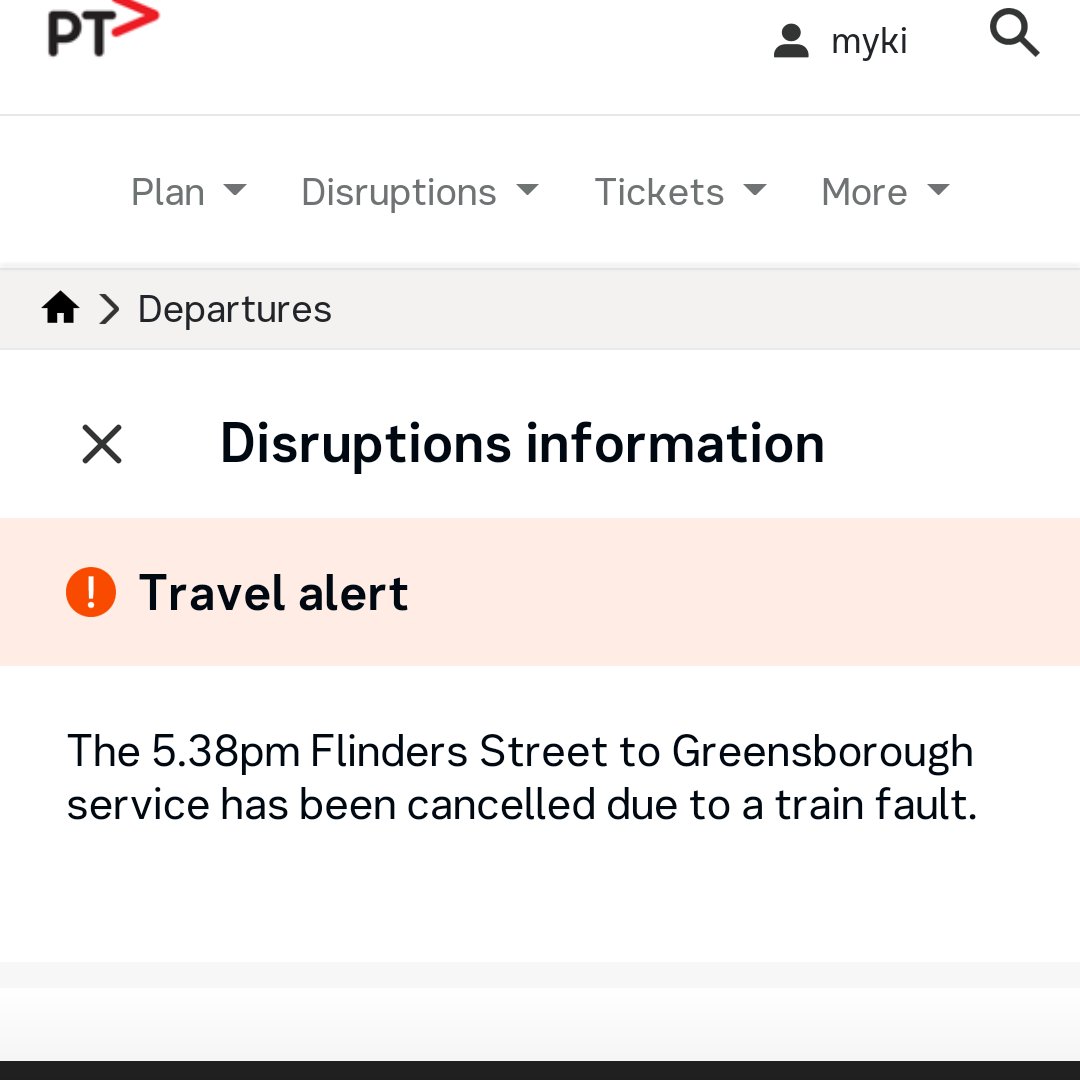 PT
myki
Plan Disruptions Tickets More
Departures
Disruptions information
Travel alert
The 5.38pm Flinders Street to Greensborough
service has been cancelled due to a train fault.